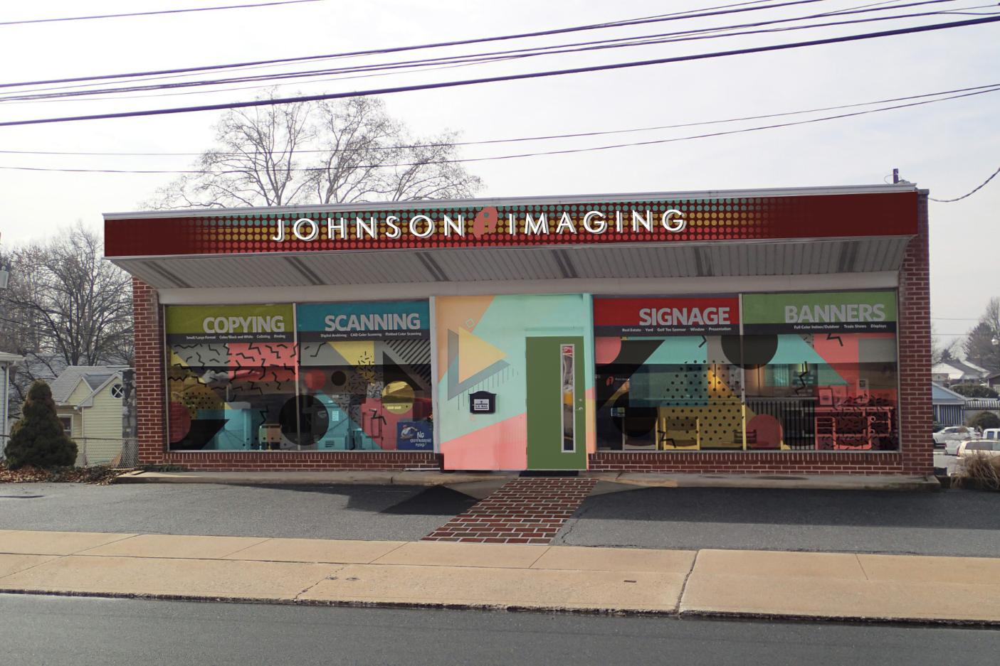 JOHNSON IMAGING
COPYING
Small/Large Format Color/Black and White Collating Binding
SCANNING
Digital Archiving CAD Color Scanning Flatbed Color Scanning
SIGNAGE
Real Estate Yard Golf Tee Sponsor Window Presentation
BANNERS
Full Color Indoor/Outdoor Trade Shows Displays
U.S. MAIL
No